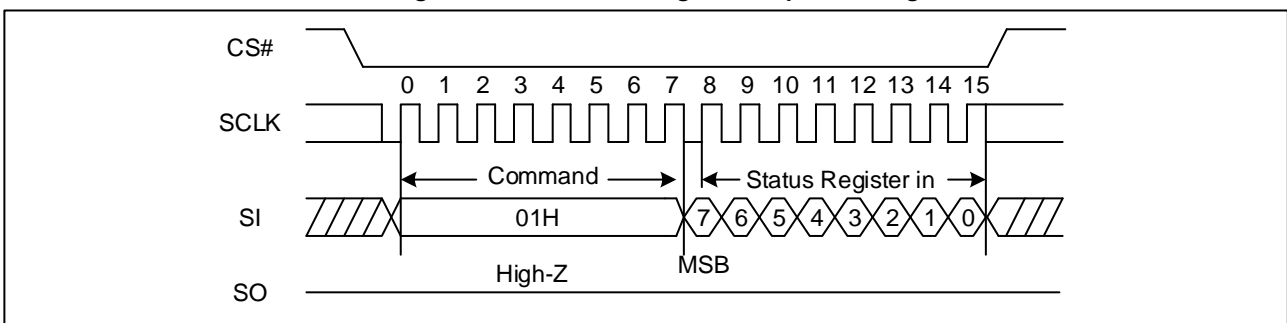 CS#
0 1 2 3 4 5 6 7 8 9 10 11 12 13 14 15
SCLK
Command Status Register in
SI 01H 7 6 5 4 3 2 1 0
High-Z MSB
SO